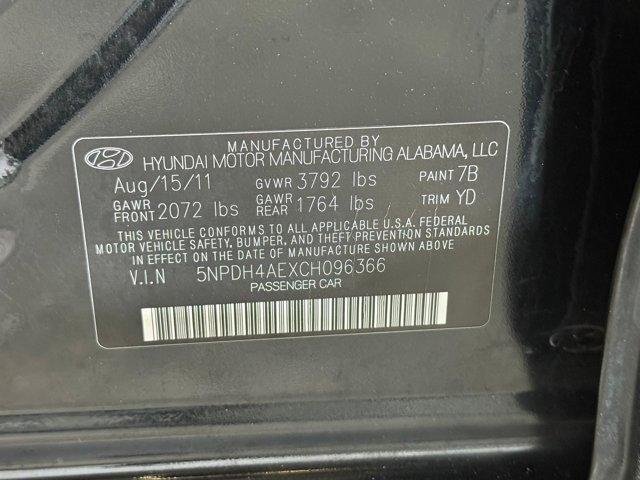 MANUFACTURED BY
HYUNDAI MOTOR MANUFACTURING ALABAMA, LLC
Aug/15/11 GVWR 3792 lbs PAINT 7B
GAWR FRONT 2072 lbs GAWR REAR 1764 lbs TRIM YD
THIS VEHICLE CONFORMS TO ALL APPLICABLE U.S.A. FEDERAL
MOTOR VEHICLE SAFETY, BUMPER, AND THEFT PREVENTION STANDARDS
IN EFFECT ON THE DATE OF MANUFACTURE SHOWN ABOVE
V.I.N 5NPDH4AEXCH096366
PASSENGER CAR